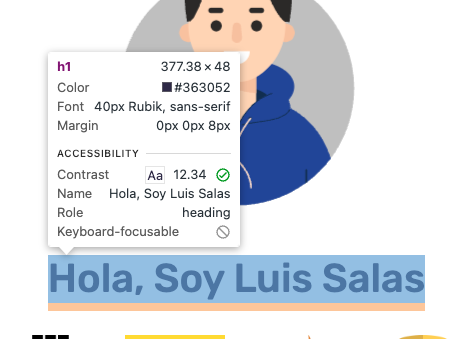 h1 377.38 × 48
Color #363052
Font 40px Rubik, sans-serif
Margin 0px 0px 8px
ACCESSIBILITY
Contrast Aa 12.34
Name Hola, Soy Luis Salas
Role heading
Keyboard-focusable
Hola, Soy Luis Salas